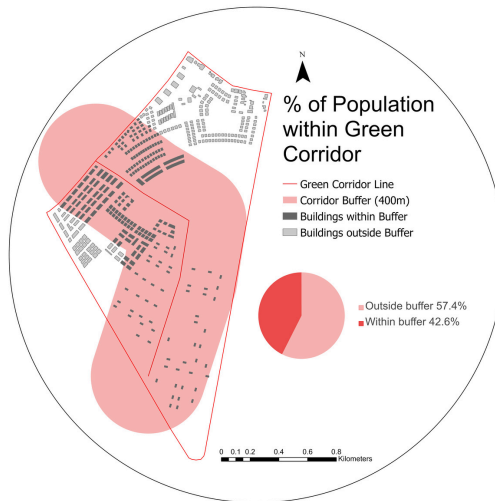 N
% of Population
within Green
Corridor
Green Corridor Line
Corridor Buffer (400m)
Buildings within Buffer
Buildings outside Buffer
Outside buffer 57.4%
Within buffer 42.6%
0 0.1 0.2 0.4 0.6 0.8
Kilometers